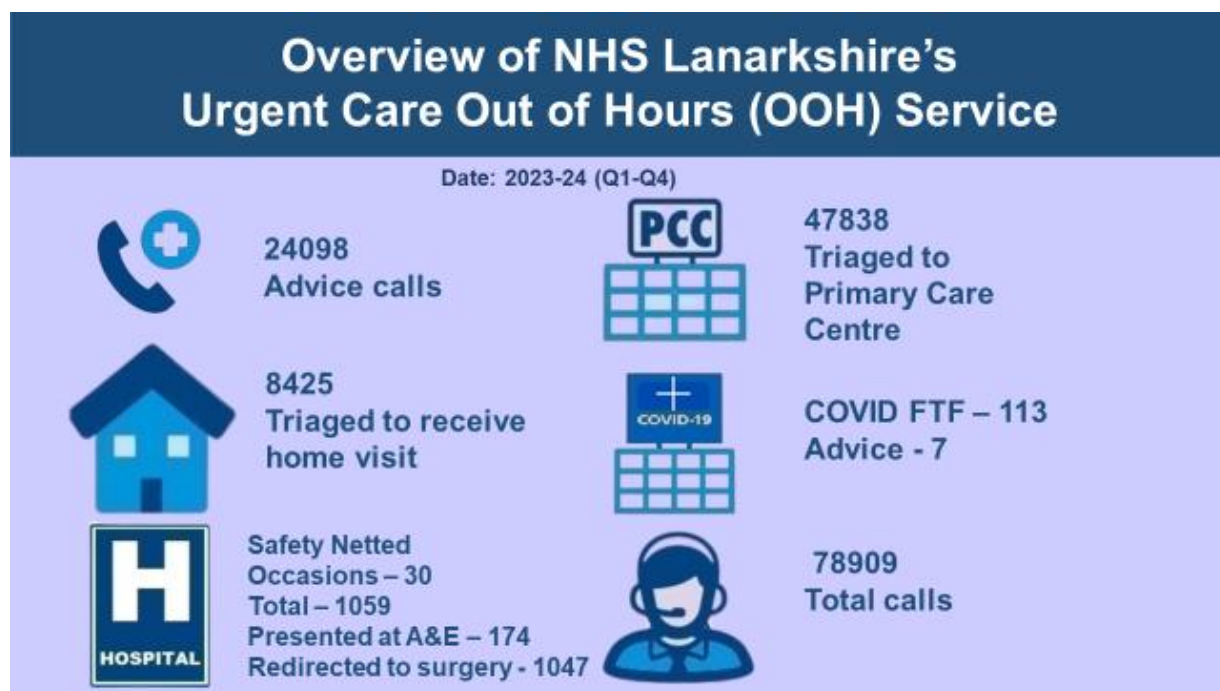 Overview of NHS Lanarkshire’s
Urgent Care Out of Hours (OOH) Service
Date: 2023-24 (Q1-Q4)
24098
Advice calls
PCC
47838
Triaged to
Primary Care
Centre
8425
Triaged to receive
home visit
COVID-19
COVID FTF – 113
Advice - 7
H
HOSPITAL
Safety Netted
Occasions – 30
Total – 1059
Presented at A&E – 174
Redirected to surgery - 1047
78909
Total calls